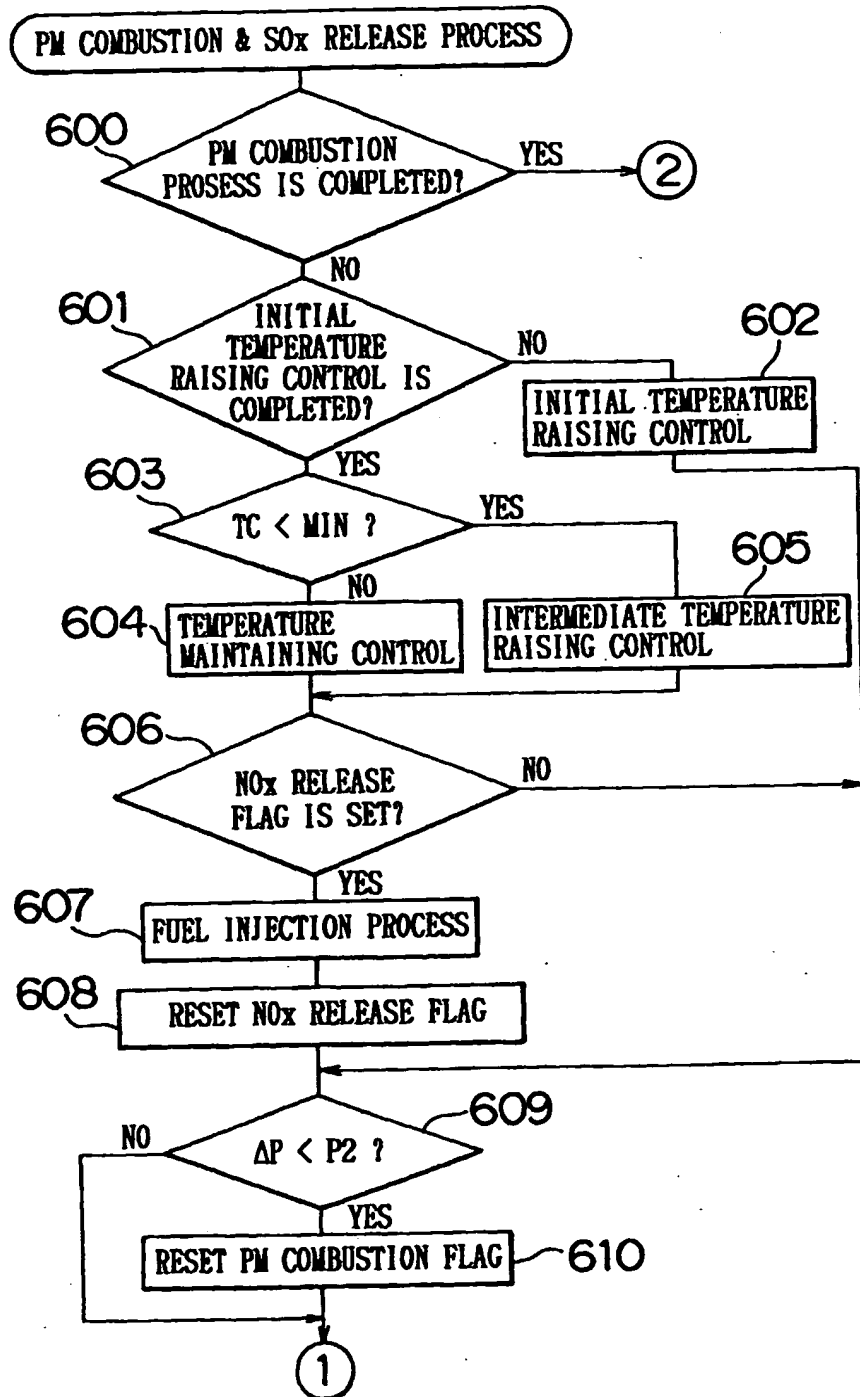 PM COMBUSTION & SOx RELEASE PROCESS
600
PM COMBUSTION
PROSESS IS COMPLETED?
YES
2
NO
601
INITIAL
TEMPERATURE
RAISING CONTROL IS
COMPLETED?
NO
602
INITIAL TEMPERATURE
RAISING CONTROL
YES
603
TC < MIN ?
YES
NO
604
TEMPERATURE
MAINTAINING CONTROL
605
INTERMEDIATE TEMPERATURE
RAISING CONTROL
606
NOx RELEASE
FLAG IS SET?
NO
YES
607
FUEL INJECTION PROCESS
608
RESET NOx RELEASE FLAG
609
NO
ΔP < P2 ?
YES
RESET PM COMBUSTION FLAG
610
1